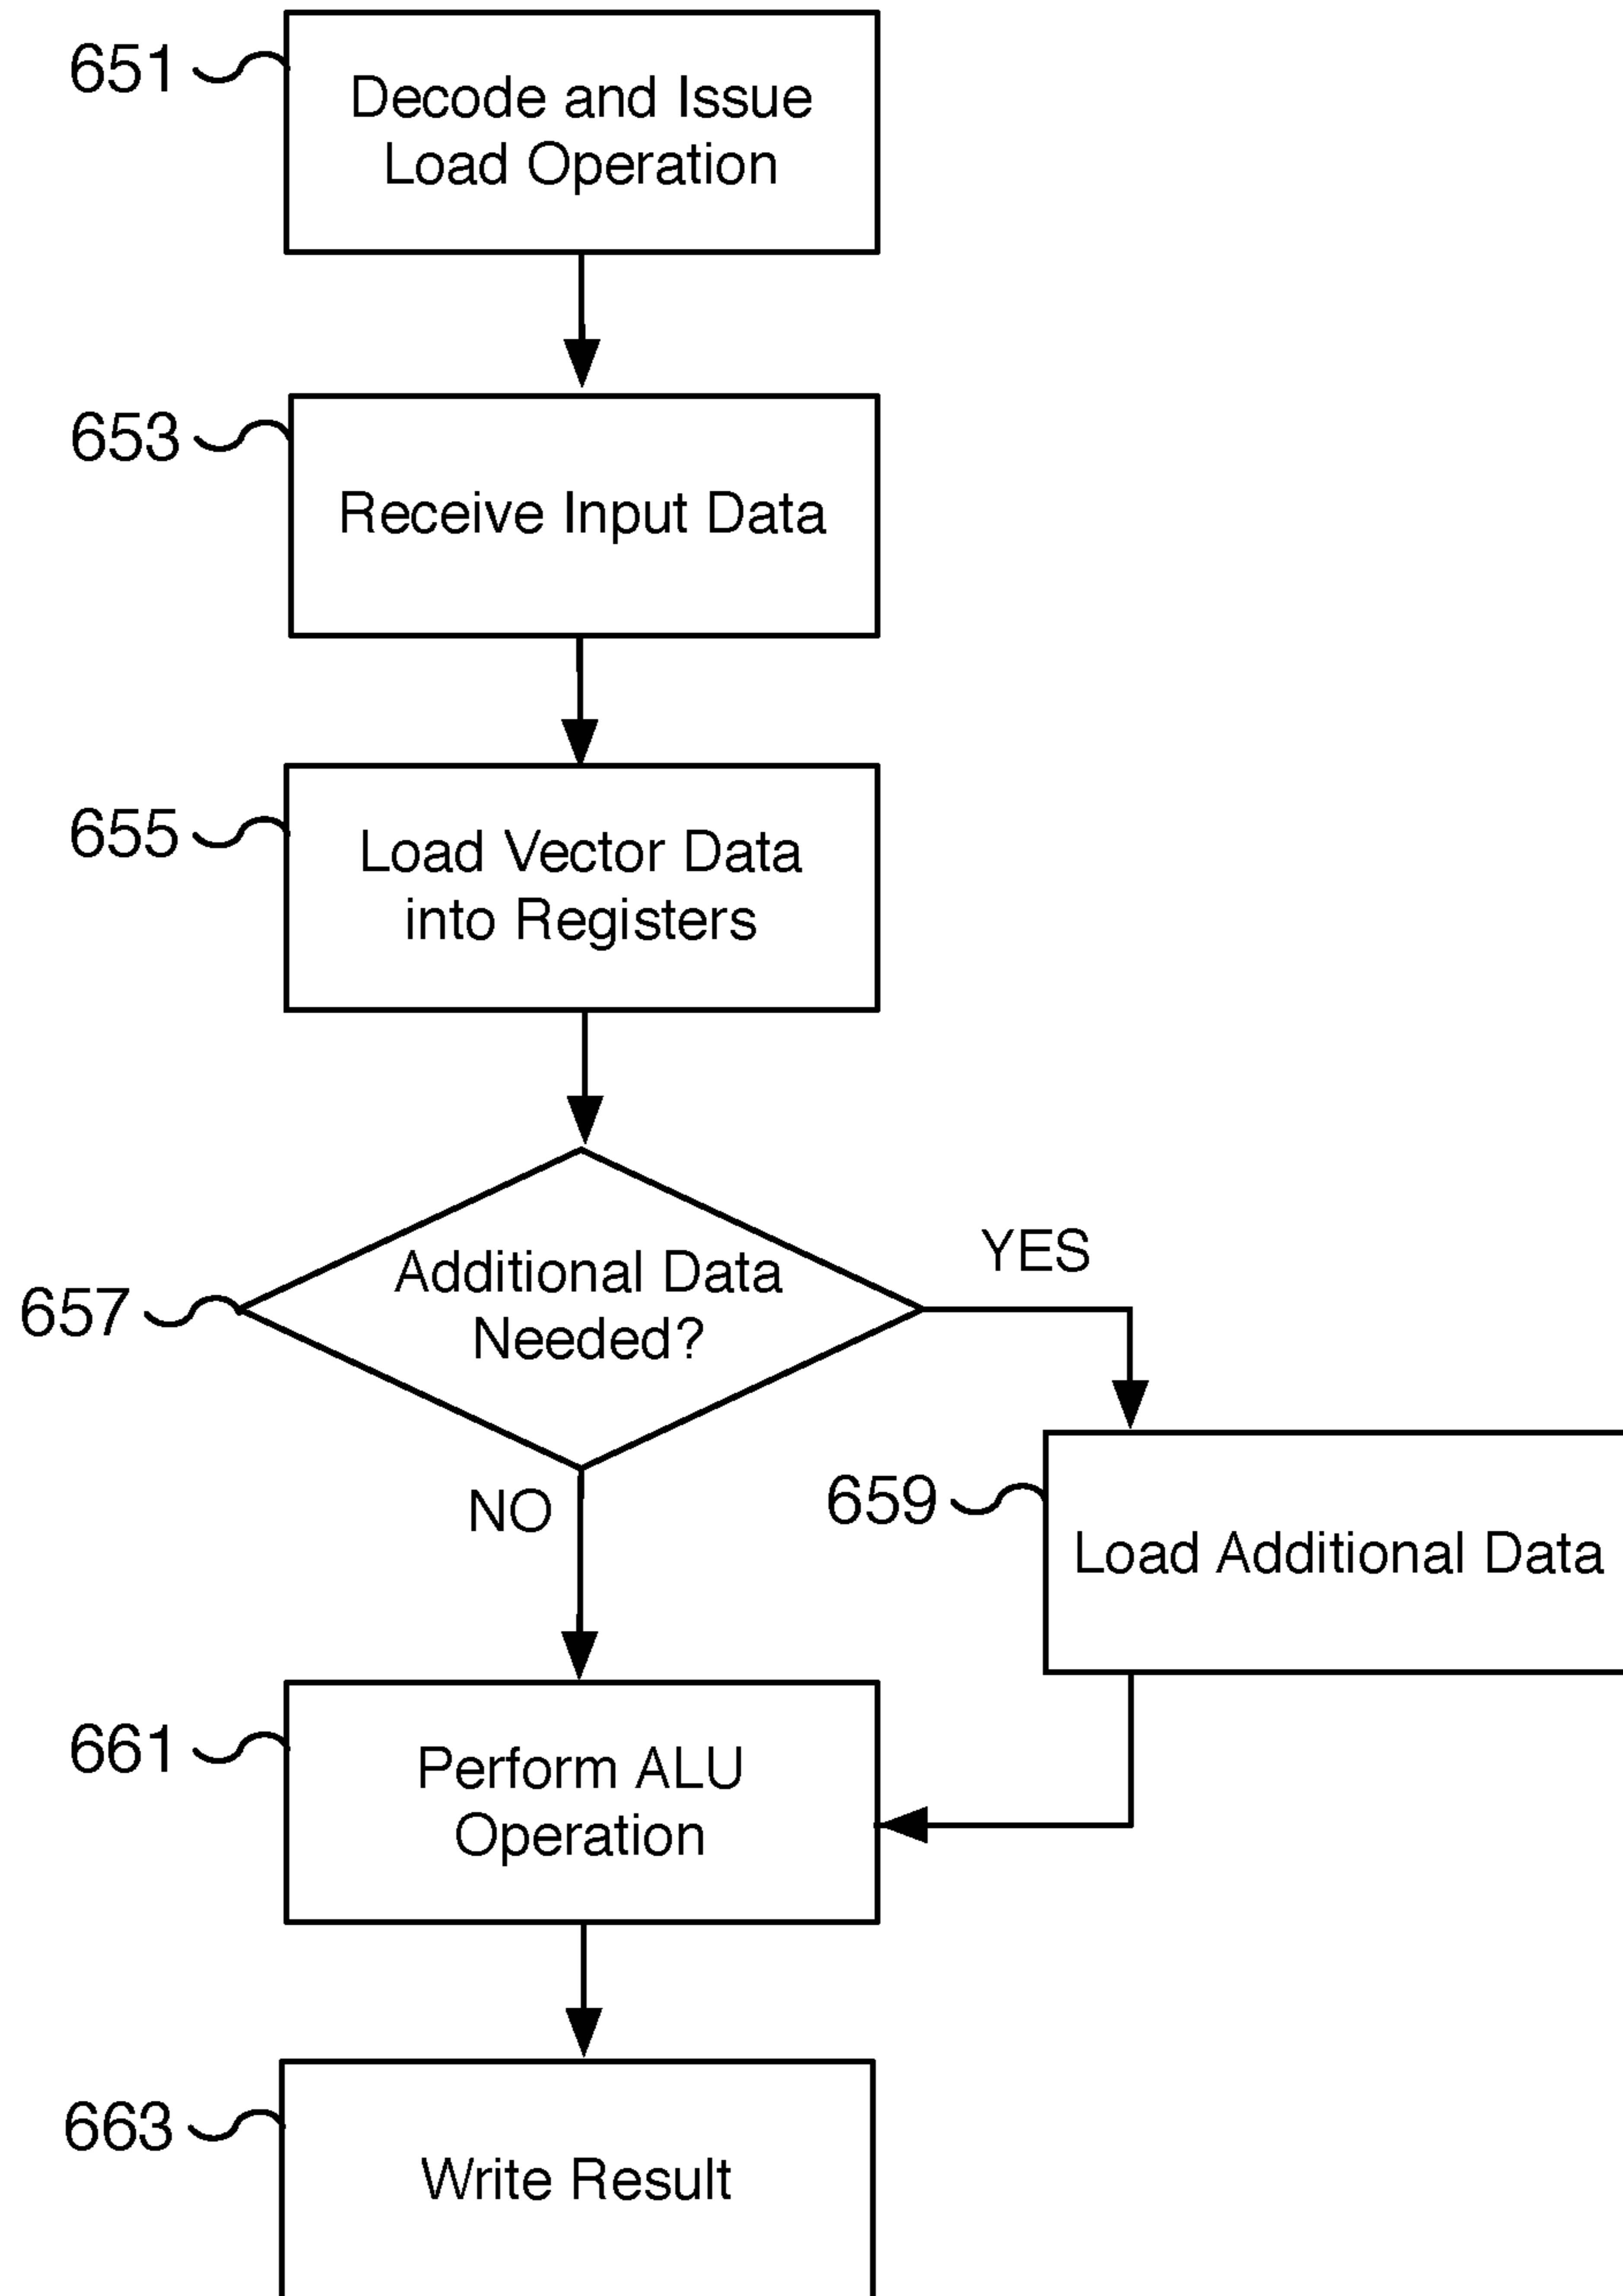 651
Decode and Issue
Load Operation
653
Receive Input Data
655
Load Vector Data
into Registers
657
Additional Data
Needed?
YES
NO
659
Load Additional Data
661
Perform ALU
Operation
663
Write Result